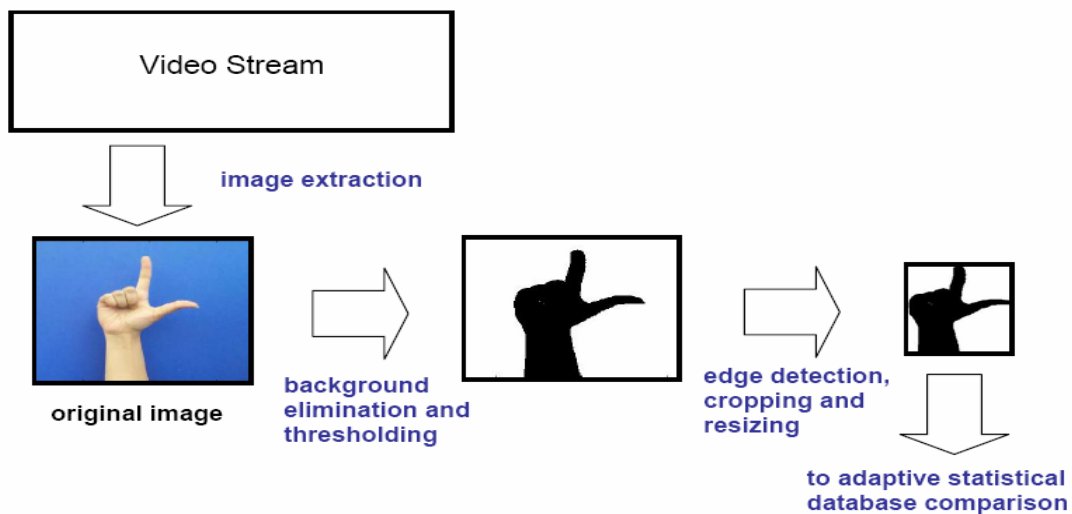 Video Stream
image extraction
original image
background
elimination and
thresholding
edge detection,
cropping and
resizing
to adaptive statistical
database comparison